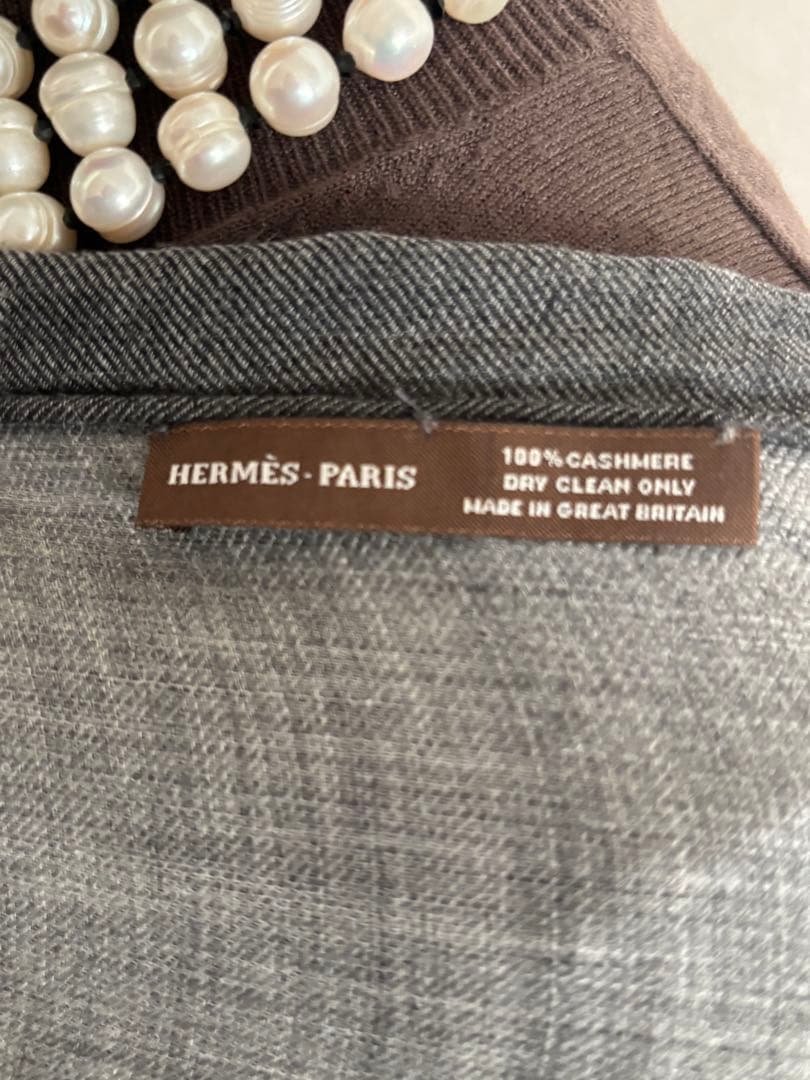 HERMÈS - PARIS
100% CASHMERE
DRY CLEAN ONLY
MADE IN GREAT BRITAIN